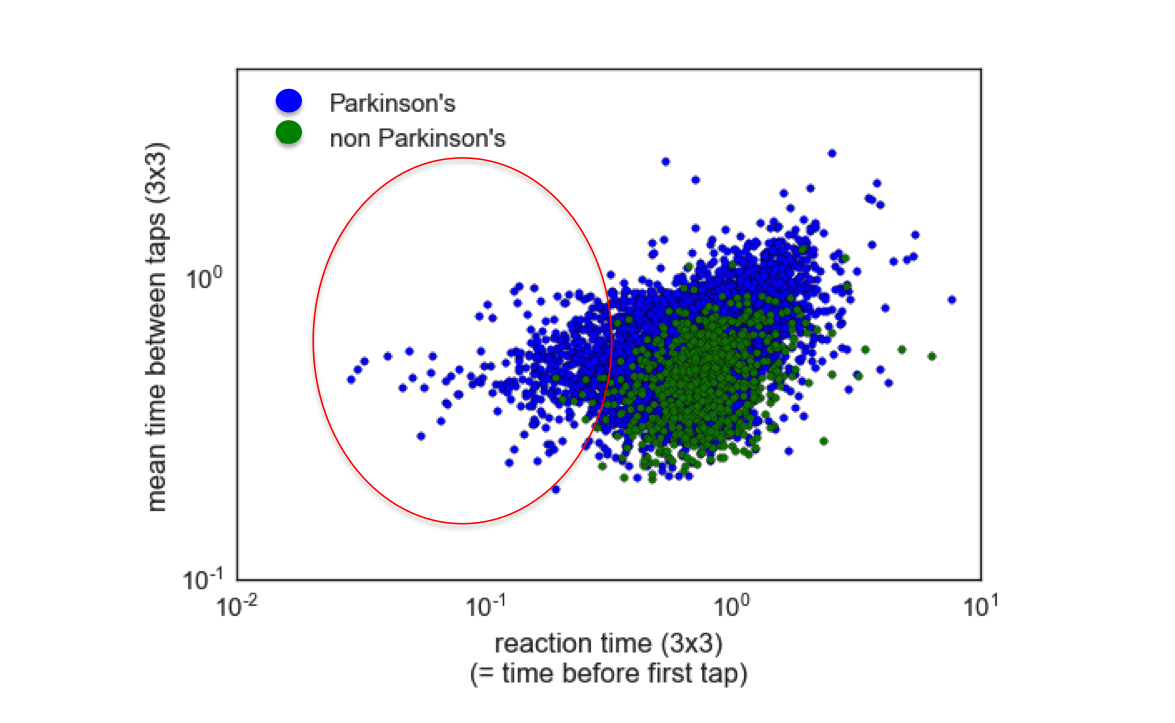 Parkinson's
non Parkinson's
mean time between taps (3x3)
10⁰
10⁻¹
10⁻² 10⁻¹ 10⁰ 10¹
reaction time (3x3)
(= time before first tap)